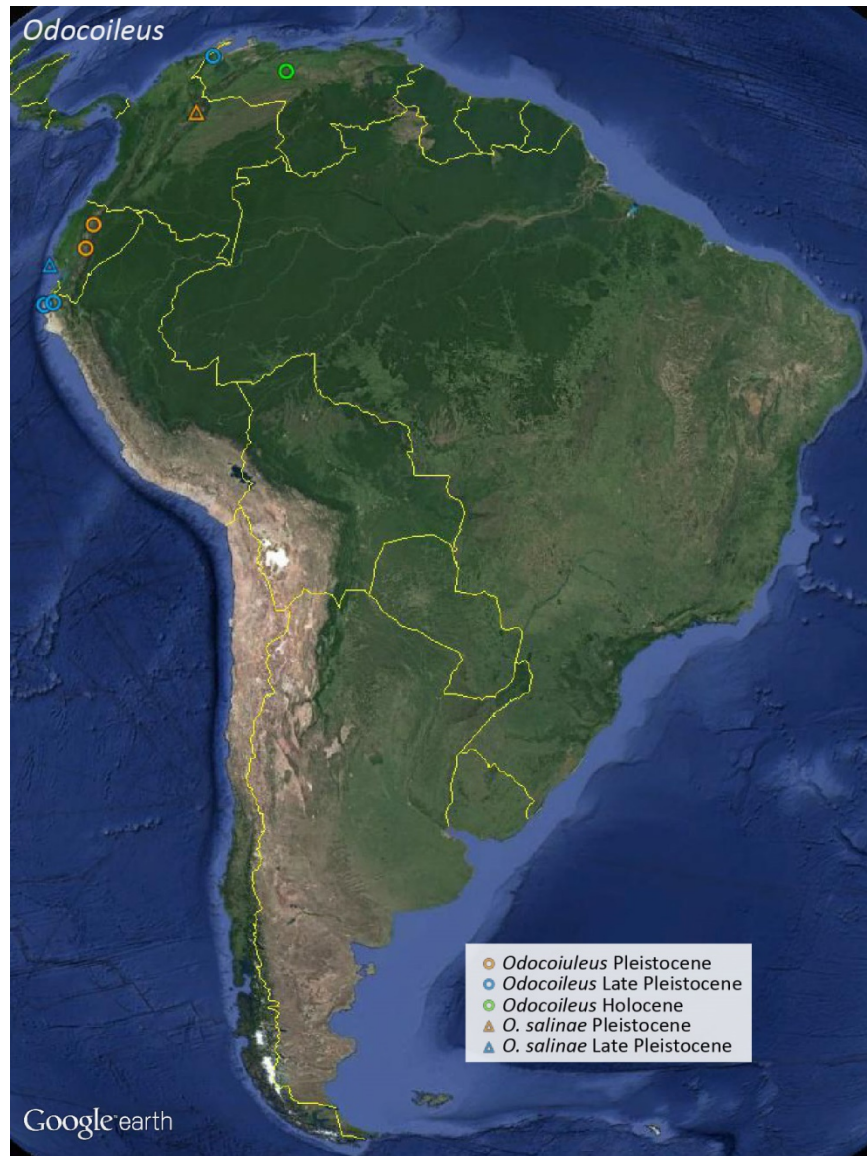 Odocoileus
Odocoiuleus Pleistocene
Odocoileus Late Pleistocene
Odocoileus Holocene
O. salinae Pleistocene
O. salinae Late Pleistocene
Google earth